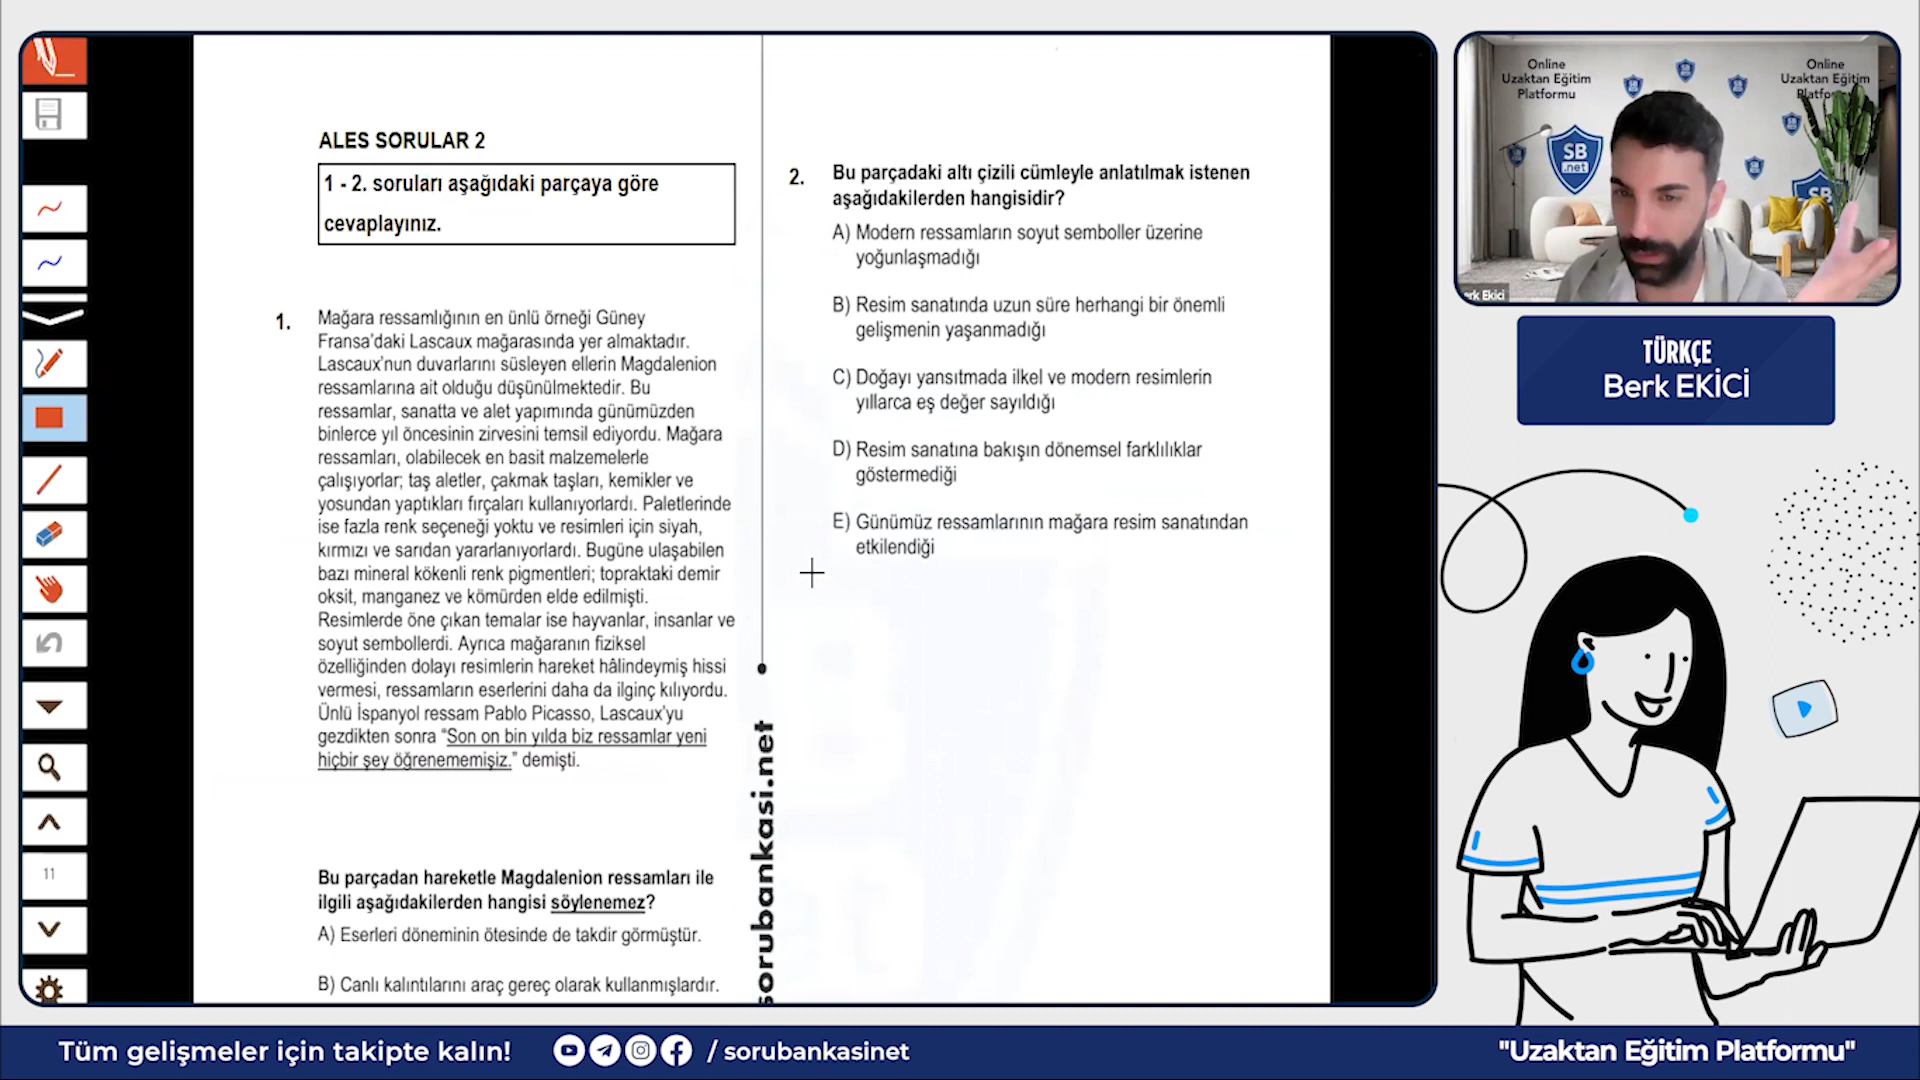 ALES SORULAR 2
1 - 2. soruları aşağıdaki parçaya göre
cevaplayınız.
1.
Mağara ressamlığının en ünlü örneği Güney
Fransa'daki Lascaux mağarasında yer almaktadır.
Lascaux'nun duvarlarını süsleyen ellerin Magdalenion
ressamlarına ait olduğu düşünülmektedir. Bu
ressamlar, sanatta ve alet yapımında günümüzden
binlerce yıl öncesinin zirvesini temsil ediyordu. Mağara
ressamları, olabilecek en basit malzemelerle
çalışıyorlar; taş aletler, çakmak taşları, kemikler ve
yosundan yaptıkları fırçaları kullanıyorlardı. Paletlerinde
ise fazla renk seçeneği yoktu ve resimleri için siyah,
kırmızı ve sarıdan yararlanıyorlardı. Bugüne ulaşabilen
bazı mineral kökenli renk pigmentleri; topraktaki demir
oksit, manganez ve kömürden elde edilmişti.
Resimlerde öne çıkan temalar ise hayvanlar, insanlar ve
soyut sembollerdi. Ayrıca mağaranın fiziksel
özelliğinden dolayı resimlerin hareket hâlindeymiş hissi
vermesi, ressamların eserlerini daha da ilginç kılıyordu.
Ünlü İspanyol ressam Pablo Picasso, Lascaux'yu
gezdikten sonra “Son on bin yılda biz ressamlar yeni
hiçbir şey öğrenememişiz.” demişti.
Bu parçadan hareketle Magdalenion ressamları ile
ilgili aşağıdakilerden hangisi söylenemez?
A) Eserleri döneminin ötesinde de takdir görmüştür.
B) Canlı kalıntılarını araç gereç olarak kullanmışlardır.
sorubankasi.net
2.
Bu parçadaki altı çizili cümleyle anlatılmak istenen
aşağıdakilerden hangisidir?
A) Modern ressamların soyut semboller üzerine
yoğunlaşmadığı
B) Resim sanatında uzun süre herhangi bir önemli
gelişmenin yaşanmadığı
C) Doğayı yansıtmada ilkel ve modern resimlerin
yıllarca eş değer sayıldığı
D) Resim sanatına bakışın dönemsel farklılıklar
göstermediği
E) Günümüz ressamlarının mağara resim sanatından
etkilendiği
11
Online
Uzaktan Eğitim
Platformu
Online
Uzaktan Eğitim
SB
.net
SB
rk Ekici
TÜRKÇE
Berk EKİCİ
Tüm gelişmeler için takipte kalın!
/ sorubankasinet
"Uzaktan Eğitim Platformu"